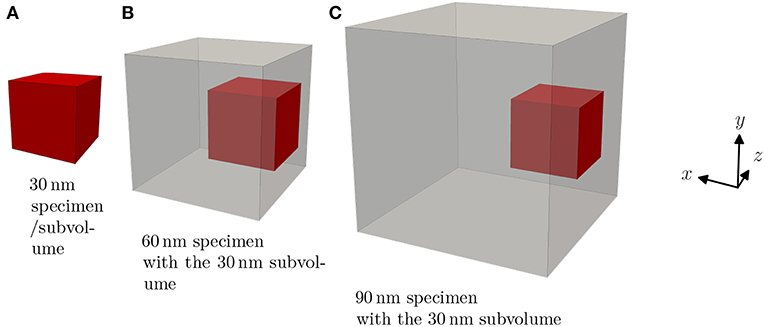 A
B
C
30 nm
specimen
/subvol-
ume
60 nm specimen
with the 30 nm subvol-
ume
90 nm specimen
with the 30 nm subvolume
y
z
x